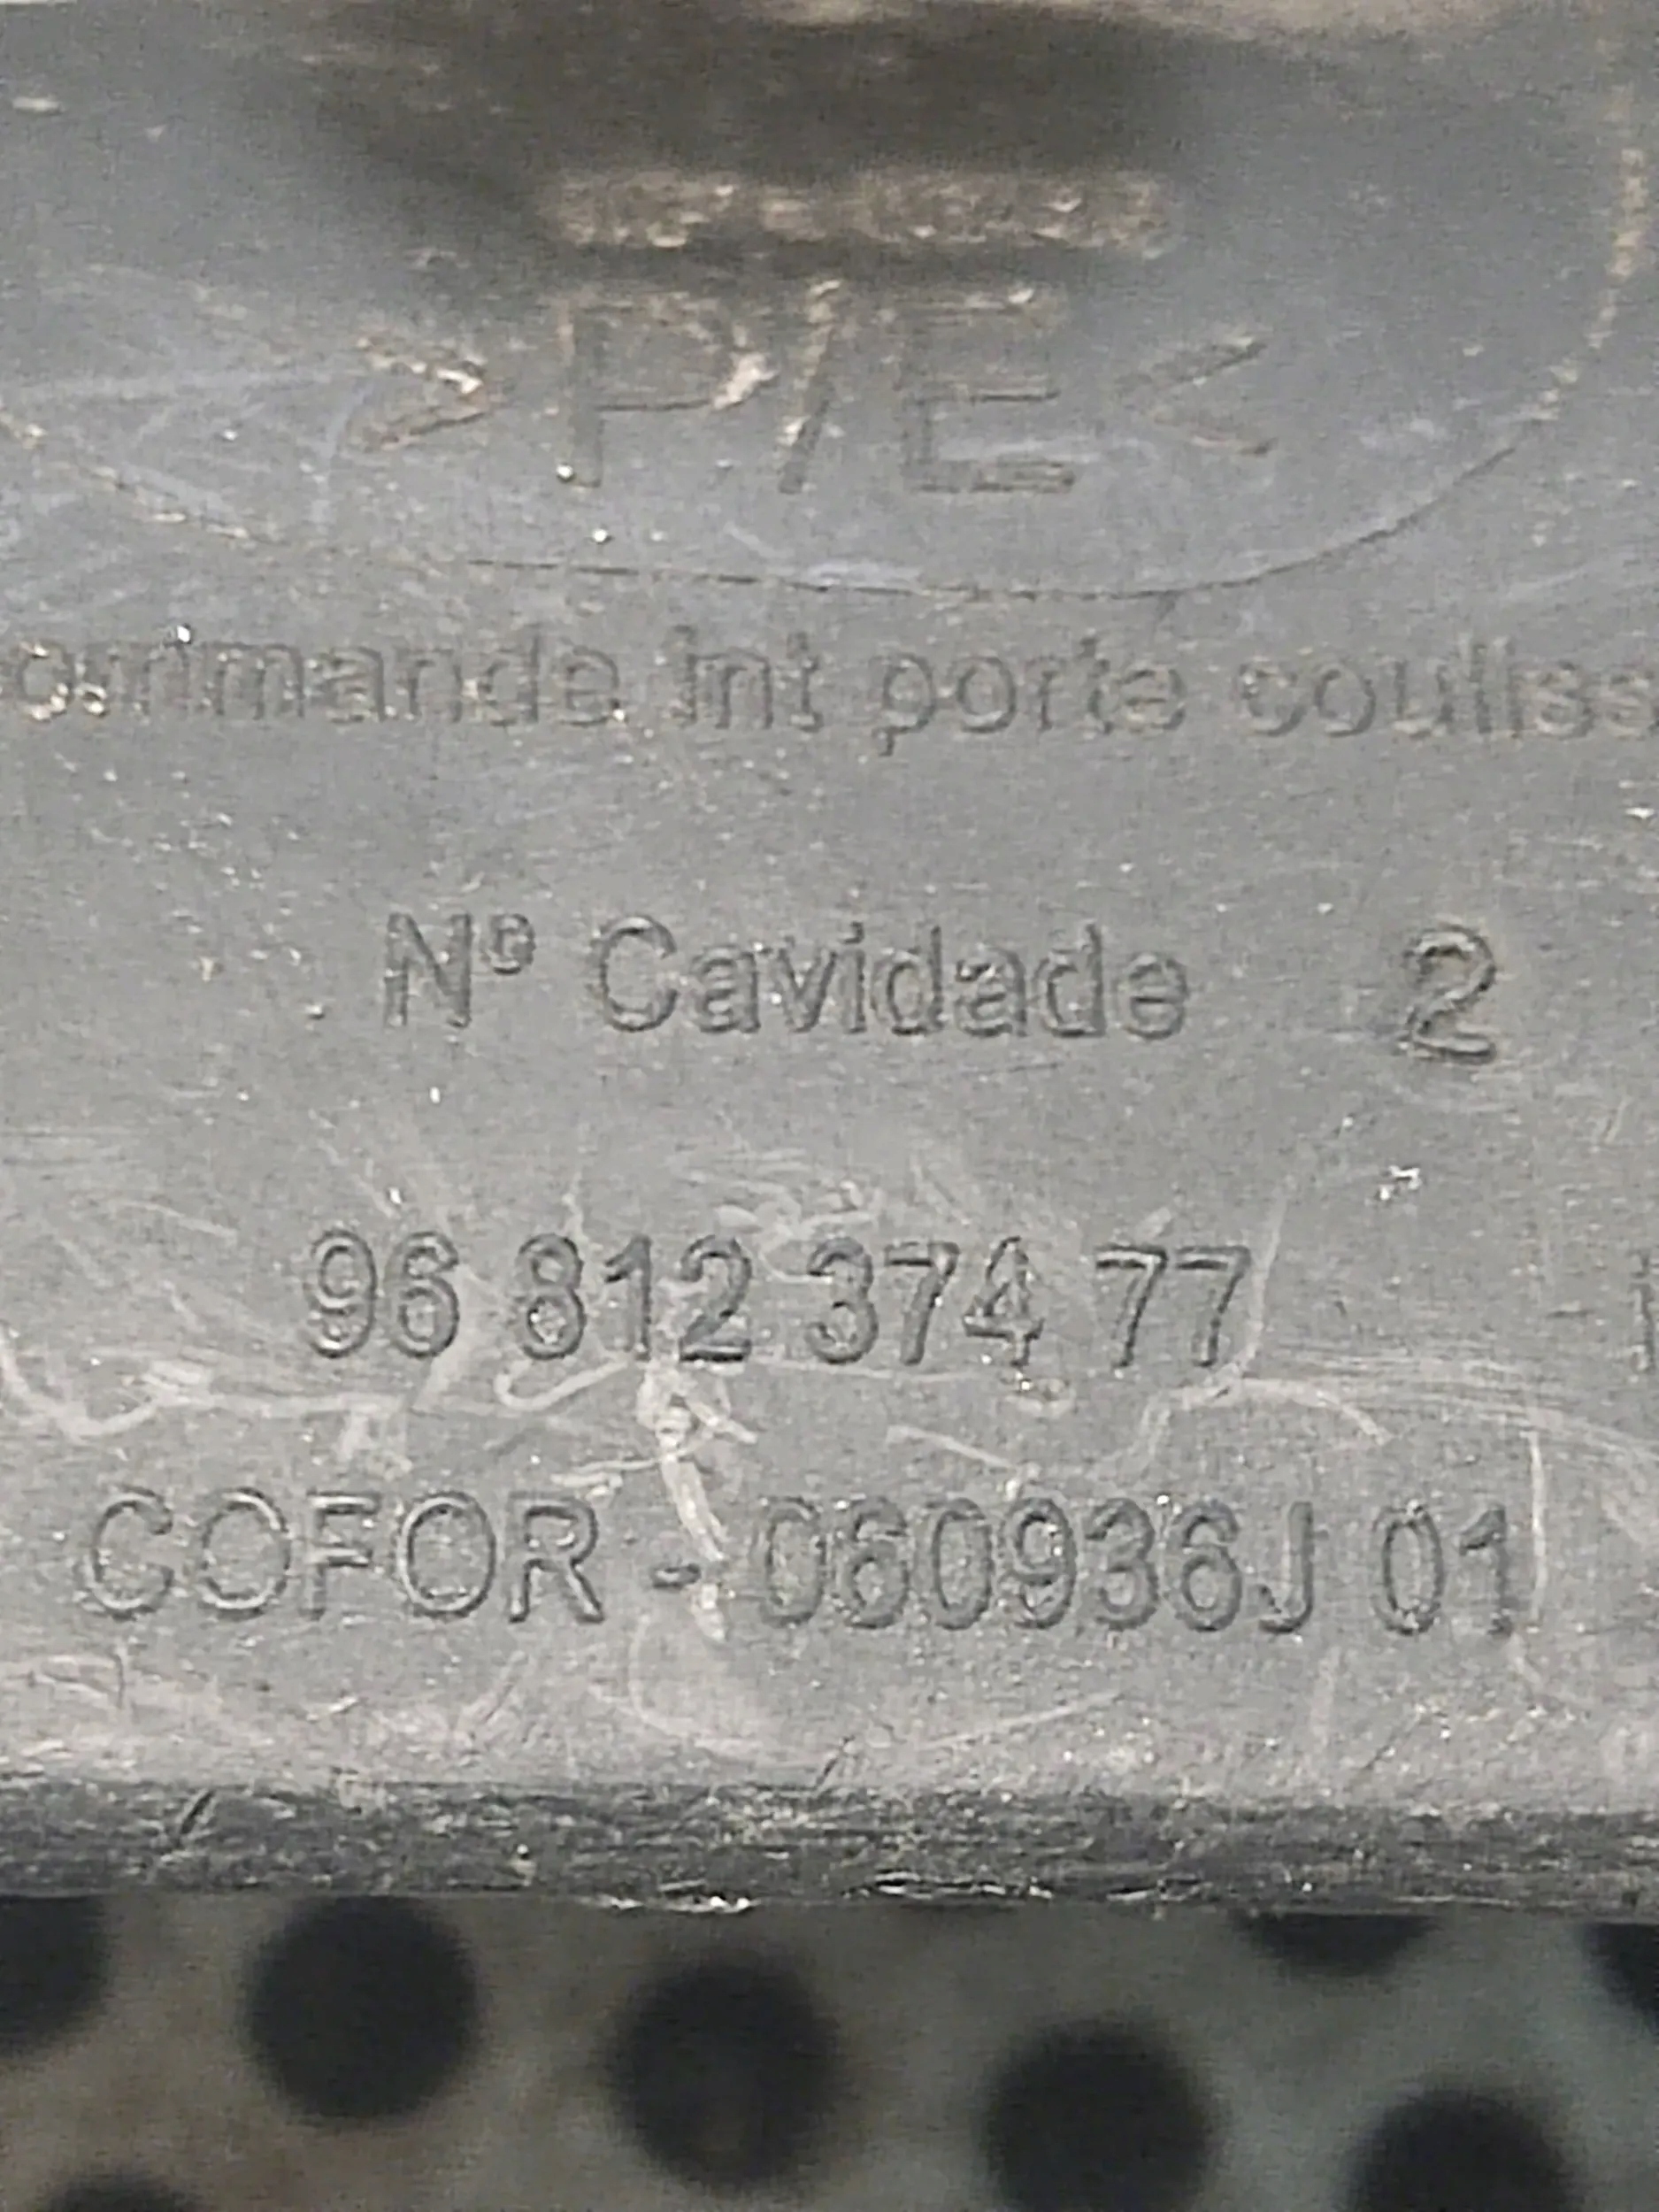 >P/E<
ommande int porte couliss
Nº Cavidade 2
96 812 374 77
COFOR - 060936J 01